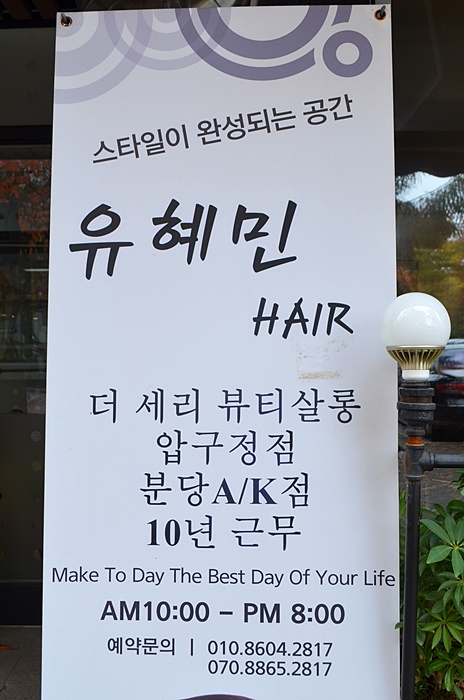 스타일이 완성되는 공간
유혜민
HAIR
더 세리 뷰티살롱
압구정점
분당A/K점
10년 근무
Make To Day The Best Day Of Your Life
AM10:00 – PM 8:00
예약문의 | 010.8604.2817
070.8865.2817